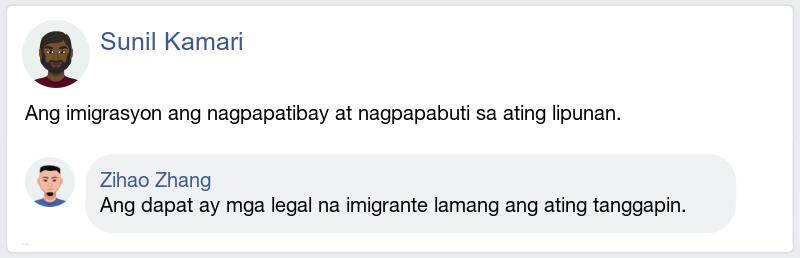 Sunil Kamari
Ang imigrasyon ang nagpapatibay at nagpapabuti sa ating lipunan.
Zihao Zhang
Ang dapat ay mga legal na imigrante lamang ang ating tanggapin.